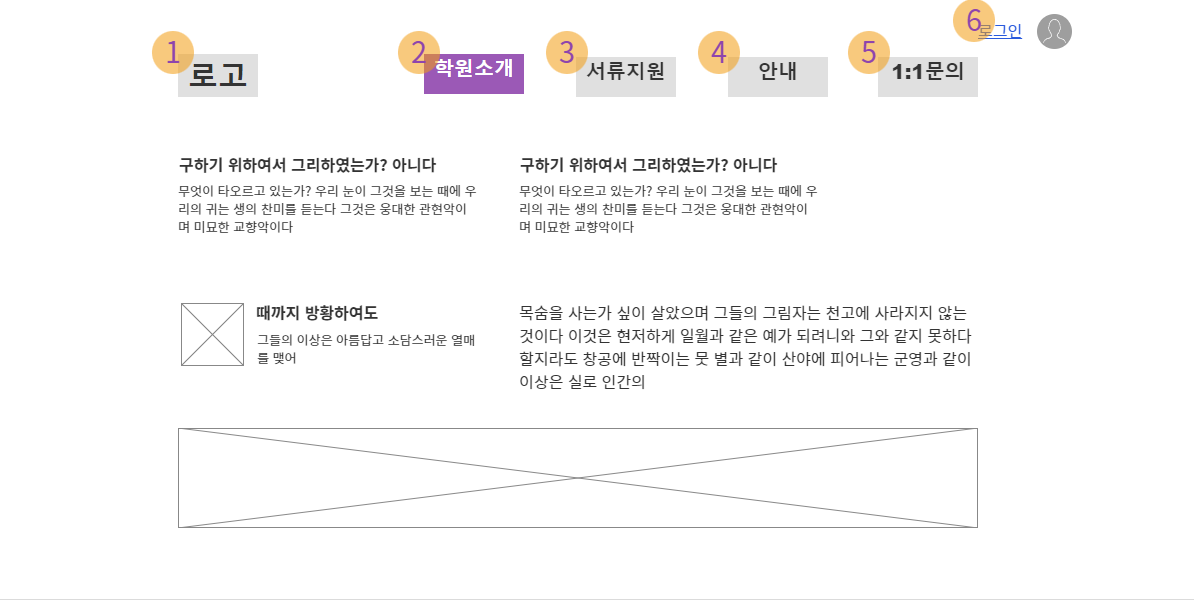 6
로그인
1
로고
2
학원소개
3
서류지원
4
안내
5
1:1문의
구하기 위하여서 그리하였는가? 아니다
무엇이 타오르고 있는가? 우리 눈이 그것을 보는 때에 우
리의 귀는 생의 찬미를 듣는다 그것은 웅대한 관현악이
며 미묘한 교향악이다
구하기 위하여서 그리하였는가? 아니다
무엇이 타오르고 있는가? 우리 눈이 그것을 보는 때에 우
리의 귀는 생의 찬미를 듣는다 그것은 웅대한 관현악이
며 미묘한 교향악이다
때까지 방황하여도
그들의 이상은 아름답고 소담스러운 열매
를 맺어
목숨을 사는가 싶이 살았으며 그들의 그림자는 천고에 사라지지 않는
것이다 이것은 현저하게 일월과 같은 예가 되려니와 그와 같지 못하다
할지라도 창공에 반짝이는 뭇 별과 같이 산야에 피어나는 군영과 같이
이상은 실로 인간의